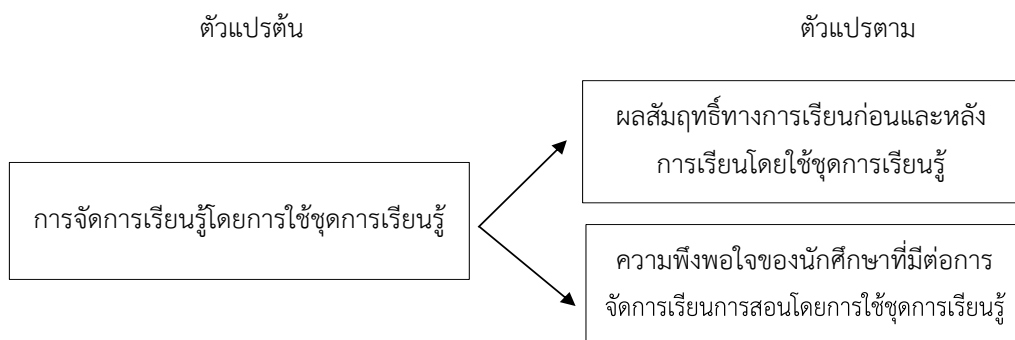 ตัวแปรต้น
ตัวแปรตาม
ผลสัมฤทธิ์ทางการเรียนก่อนและหลัง
การเรียนโดยใช้ชุดการเรียนรู้
การจัดการเรียนรู้โดยการใช้ชุดการเรียนรู้
ความพึงพอใจของนักศึกษาที่มีต่อการ
จัดการเรียนการสอนโดยการใช้ชุดการเรียนรู้